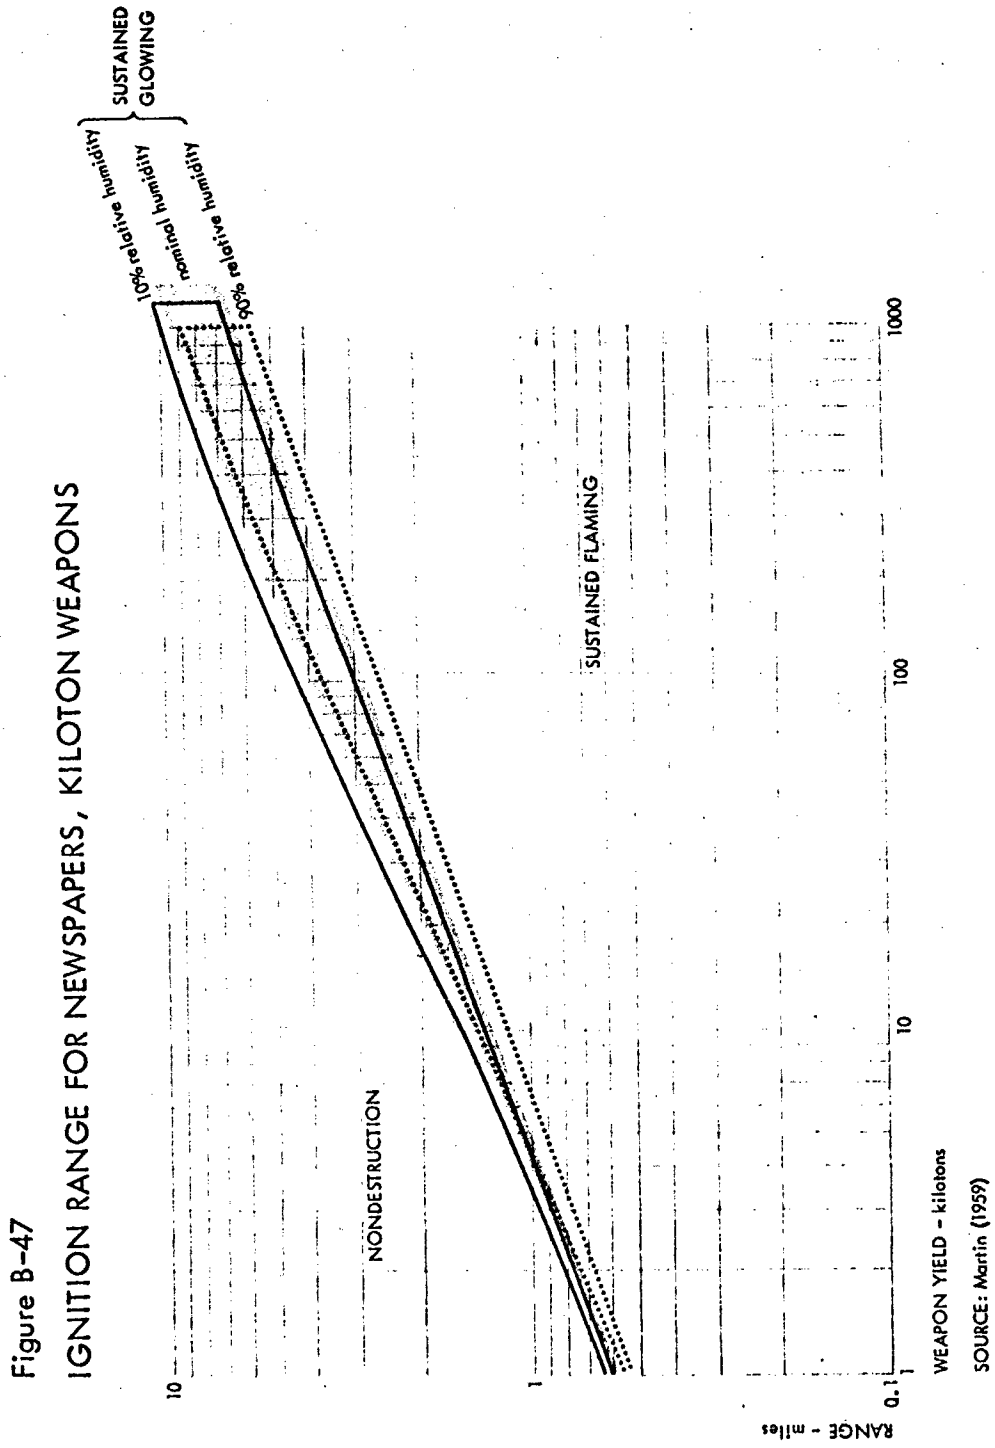 Figure B-47
IGNITION RANGE FOR NEWSPAPERS, KILOTON WEAPONS
SUSTAINED
GLOWING
10% relative humidity
nominal humidity
90% relative humidity
NONDESTRUCTION
SUSTAINED FLAMING
RANGE - miles
10
1
0.1
1
10
100
1000
WEAPON YIELD - kilotons
SOURCE: Martin (1959)